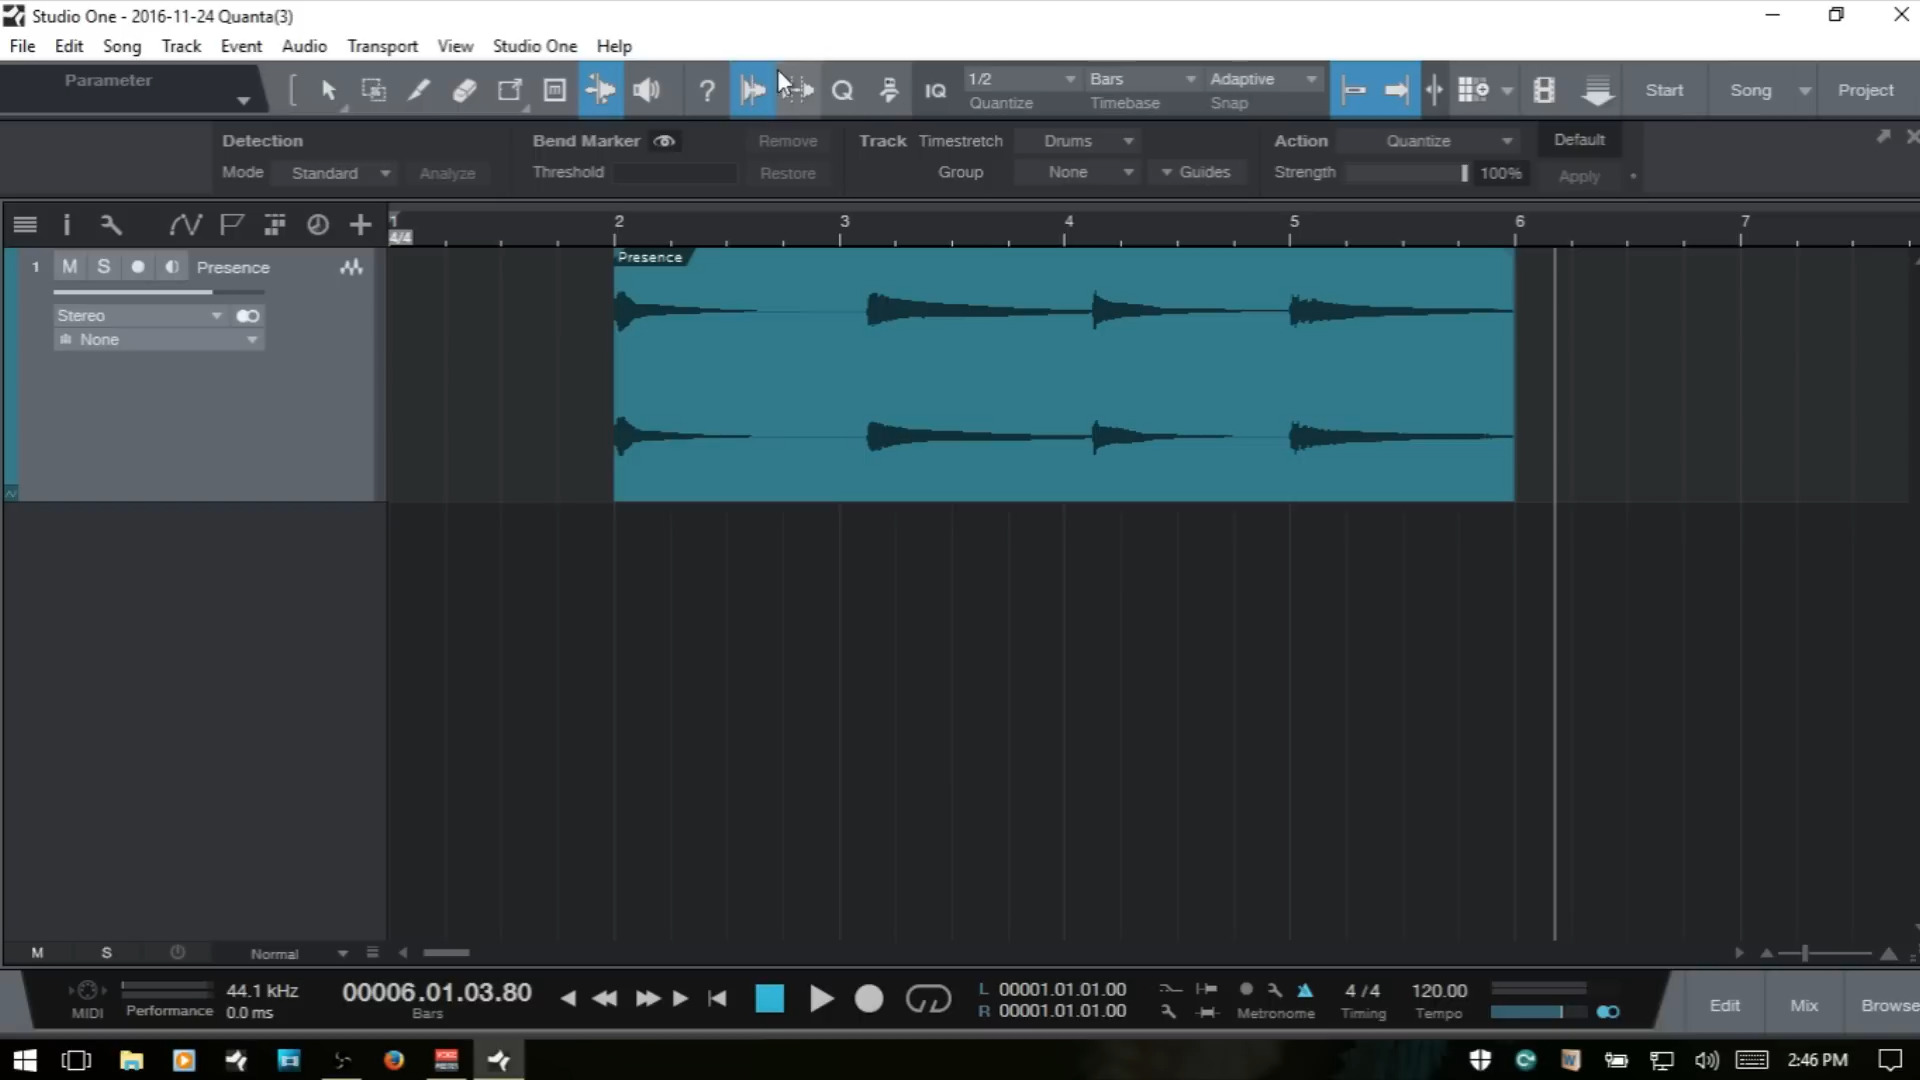 Studio One - 2016-11-24 Quanta(3)
File Edit Song Track Event Audio Transport View Studio One Help
Parameter
? Q IQ 1/2 Bars Adaptive Start Song Project
Quantize Timebase Snap
Detection Bend Marker Remove Track Timestretch Drums Action Quantize Default
Mode Standard Analyze Threshold Restore Group None Guides Strength 100% Apply
i 1 2 3 4 5 6 7
4/4
1 M S Presence
Presence
Stereo
None
M S Normal
MIDI Performance 44.1 kHz 0.0 ms
00006.01.03.80
Bars
L 00001.01.01.00
R 00001.01.01.00
Metronome
4 / 4 Timing
120.00 Tempo
Edit Mix Browse
2:46 PM